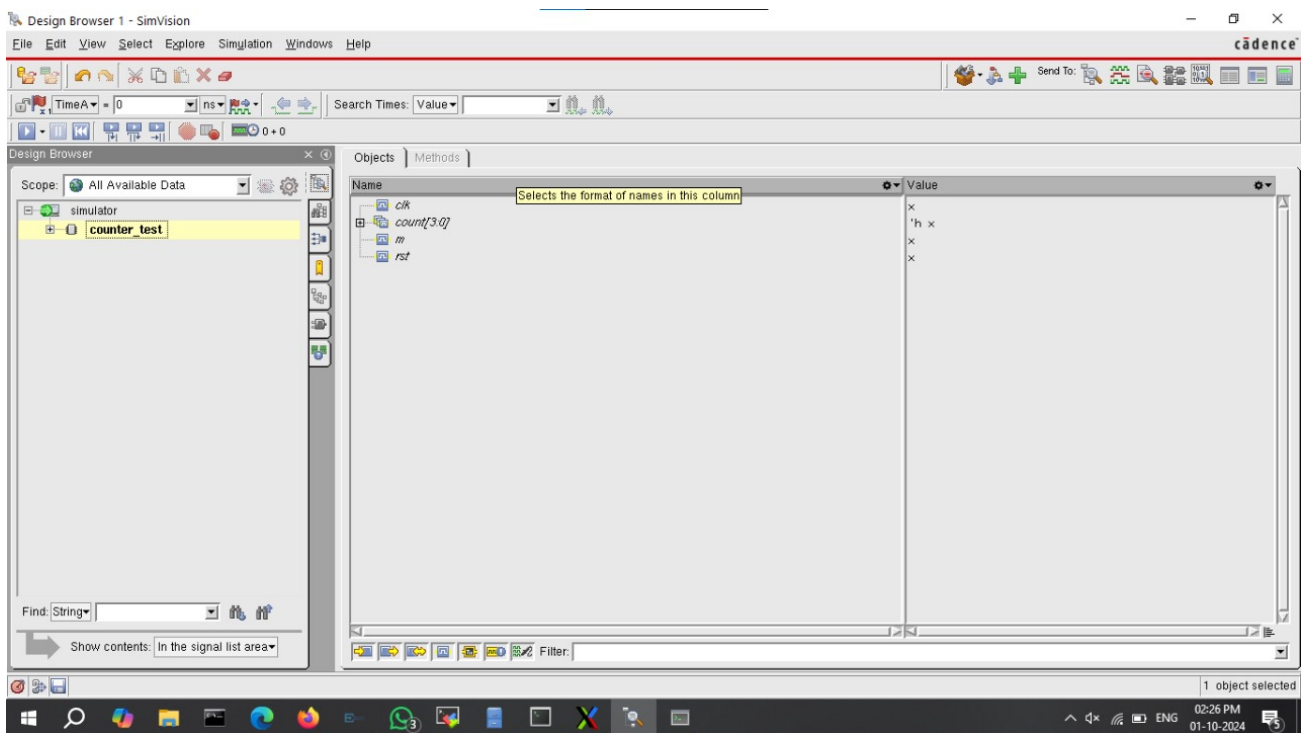 Design Browser 1 - SimVision
File Edit View Select Explore Simulation Windows Help
cādence
Send To:
TimeA = 0 ns Search Times: Value
0 + 0
Design Browser
Objects Methods
Scope: All Available Data
Name Value
Selects the format of names in this column
simulator
counter_test
clk x
count[3:0] 'h x
m x
rst x
Find: String
Show contents: In the signal list area
Filter:
1 object selected
3
ENG
02:26 PM
01-10-2024
5